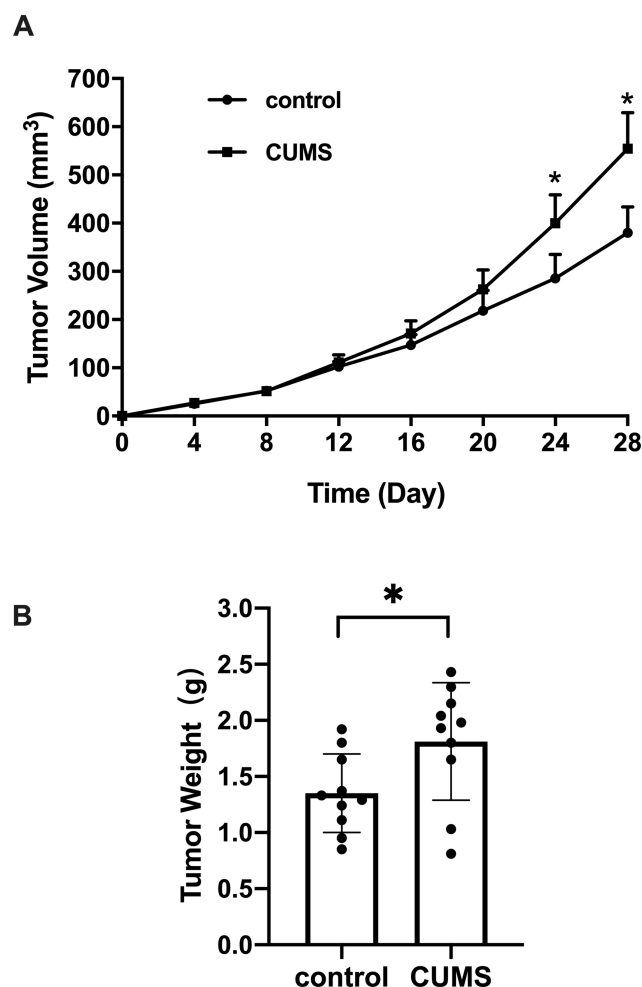 A
700
600
500
400
300
200
100
0
Tumor Volume (mm³)
control
CUMS
*
*
0 4 8 12 16 20 24 28
Time (Day)
B
*
3.0
2.5
2.0
1.5
1.0
0.5
0.0
Tumor Weight (g)
control CUMS